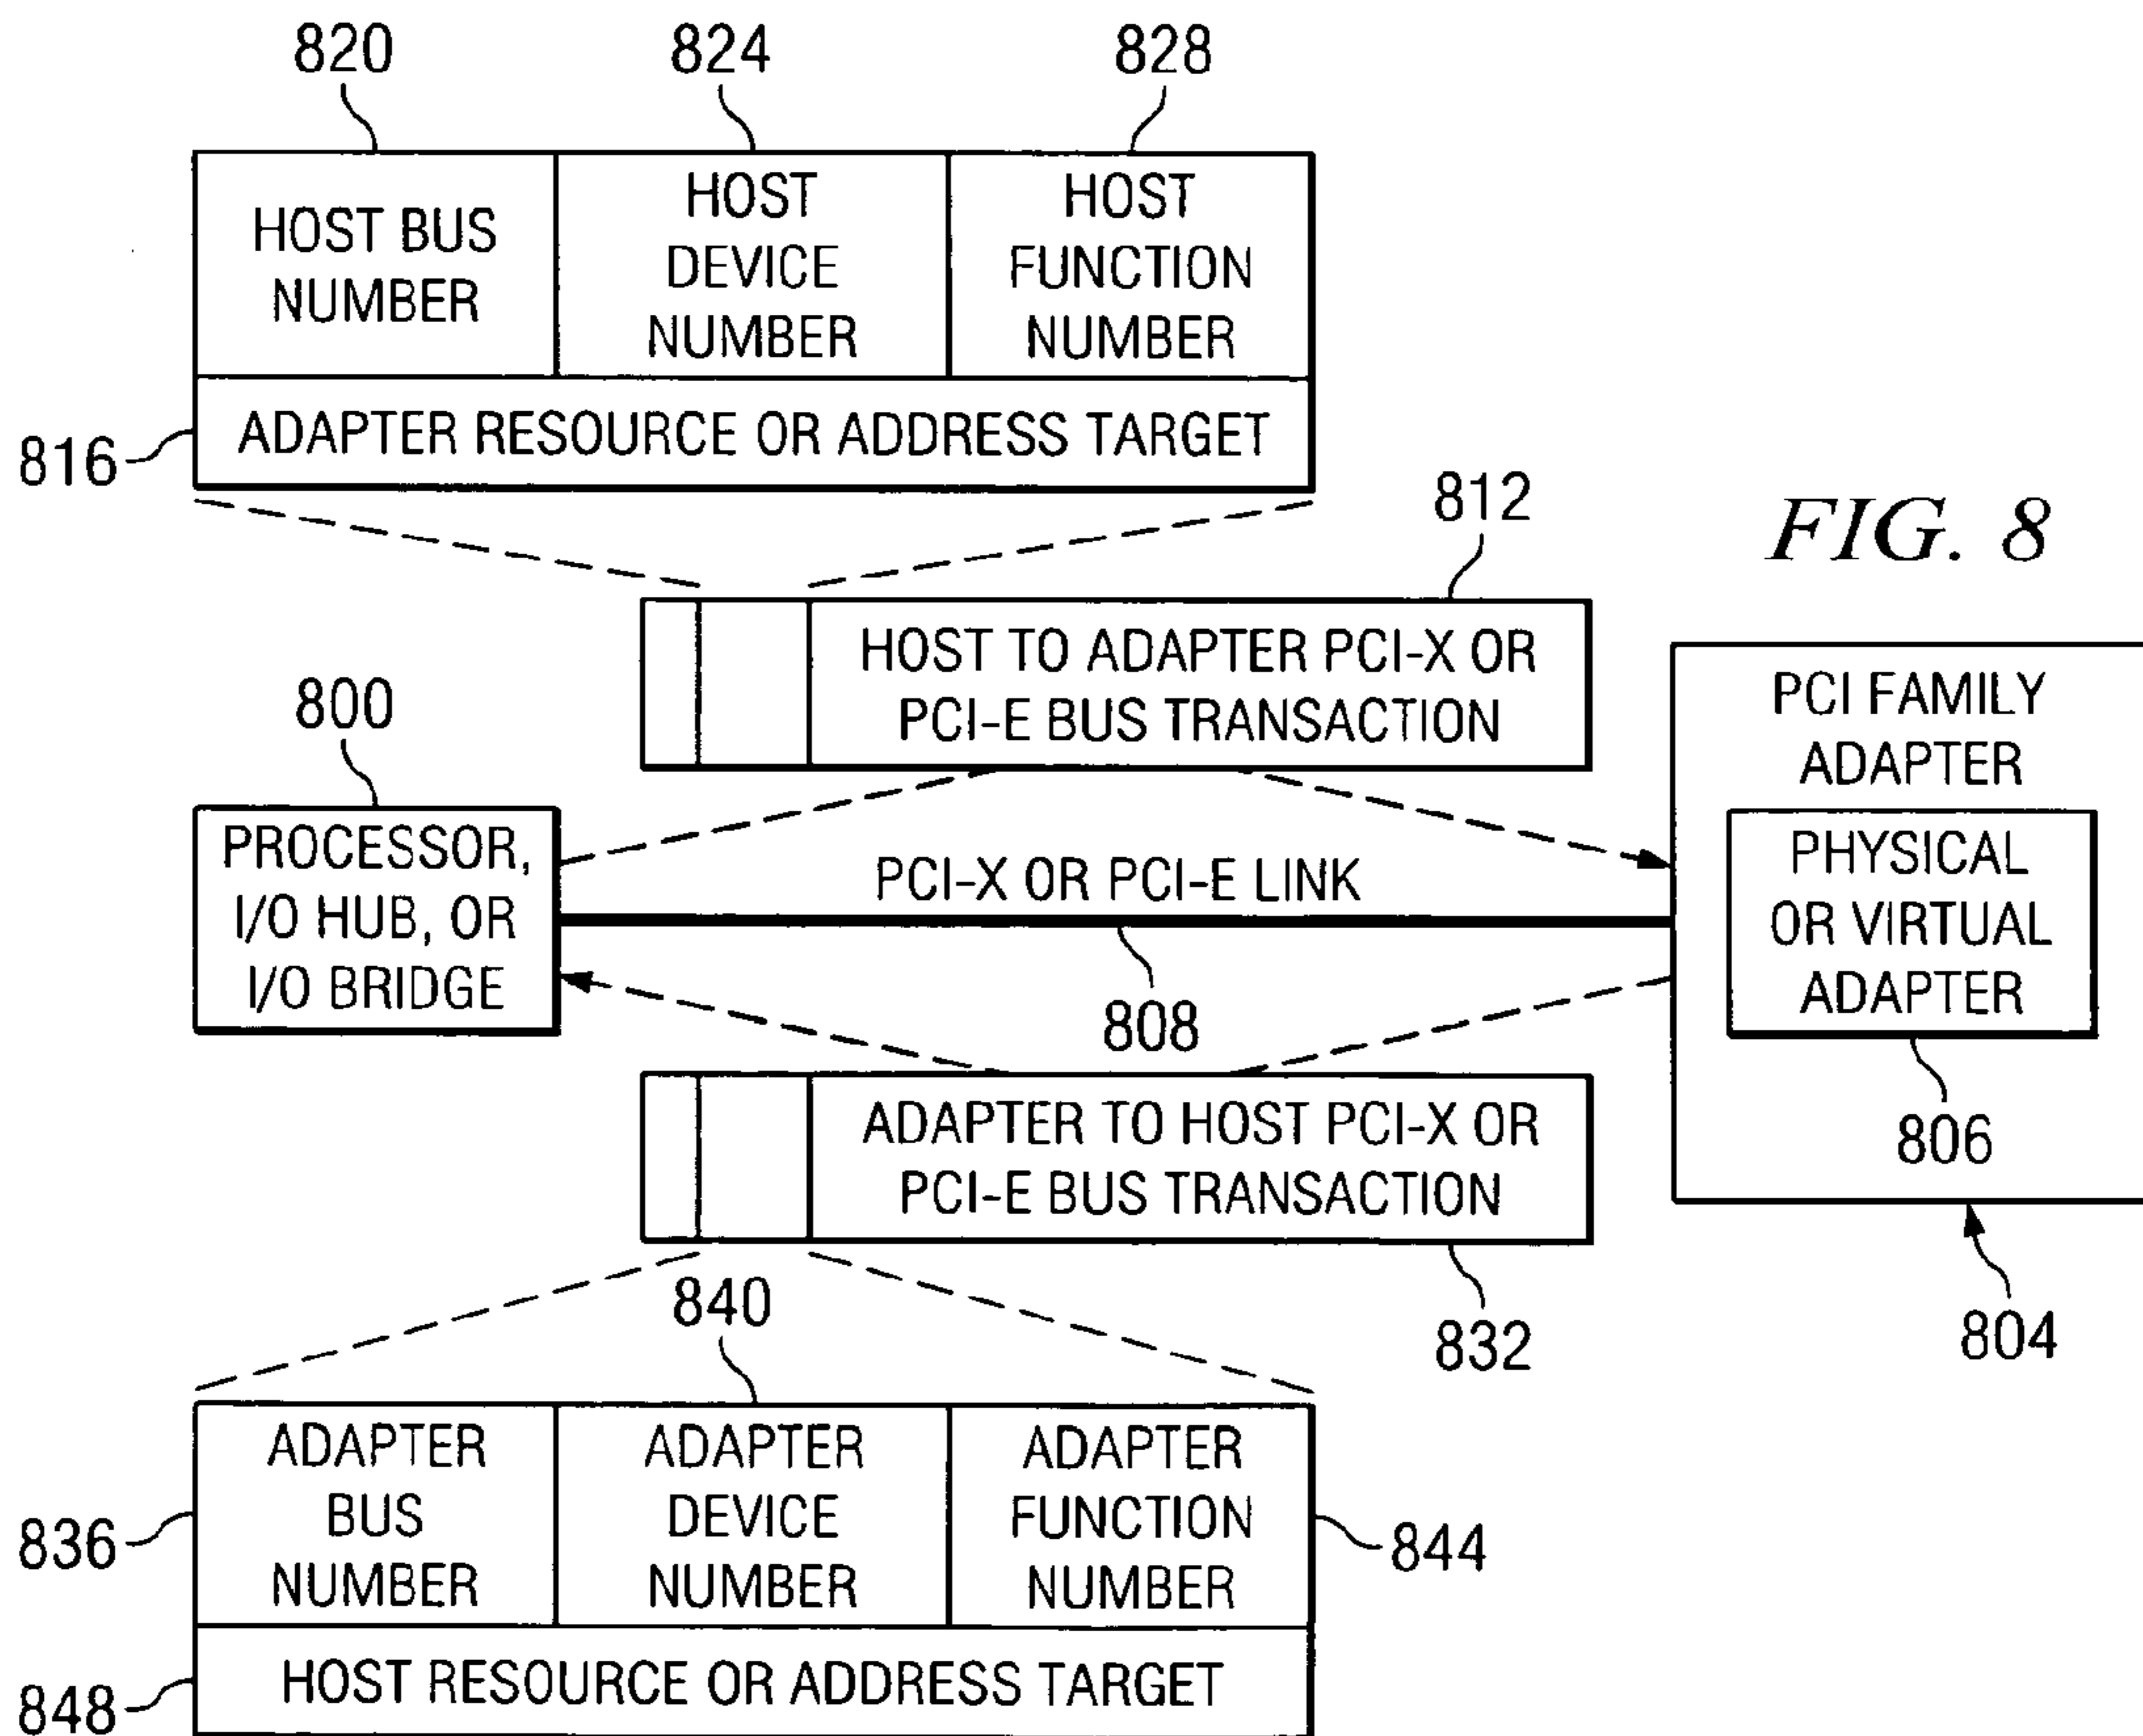 820
824
828
HOST BUS
NUMBER
HOST
DEVICE
NUMBER
HOST
FUNCTION
NUMBER
816
ADAPTER RESOURCE OR ADDRESS TARGET
812
FIG. 8
HOST TO ADAPTER PCI-X OR
PCI-E BUS TRANSACTION
800
PROCESSOR,
I/O HUB, OR
I/O BRIDGE
PCI-X OR PCI-E LINK
808
PCI FAMILY
ADAPTER
PHYSICAL
OR VIRTUAL
ADAPTER
806
804
ADAPTER TO HOST PCI-X OR
PCI-E BUS TRANSACTION
832
840
836
ADAPTER
BUS
NUMBER
ADAPTER
DEVICE
NUMBER
ADAPTER
FUNCTION
NUMBER
844
848
HOST RESOURCE OR ADDRESS TARGET